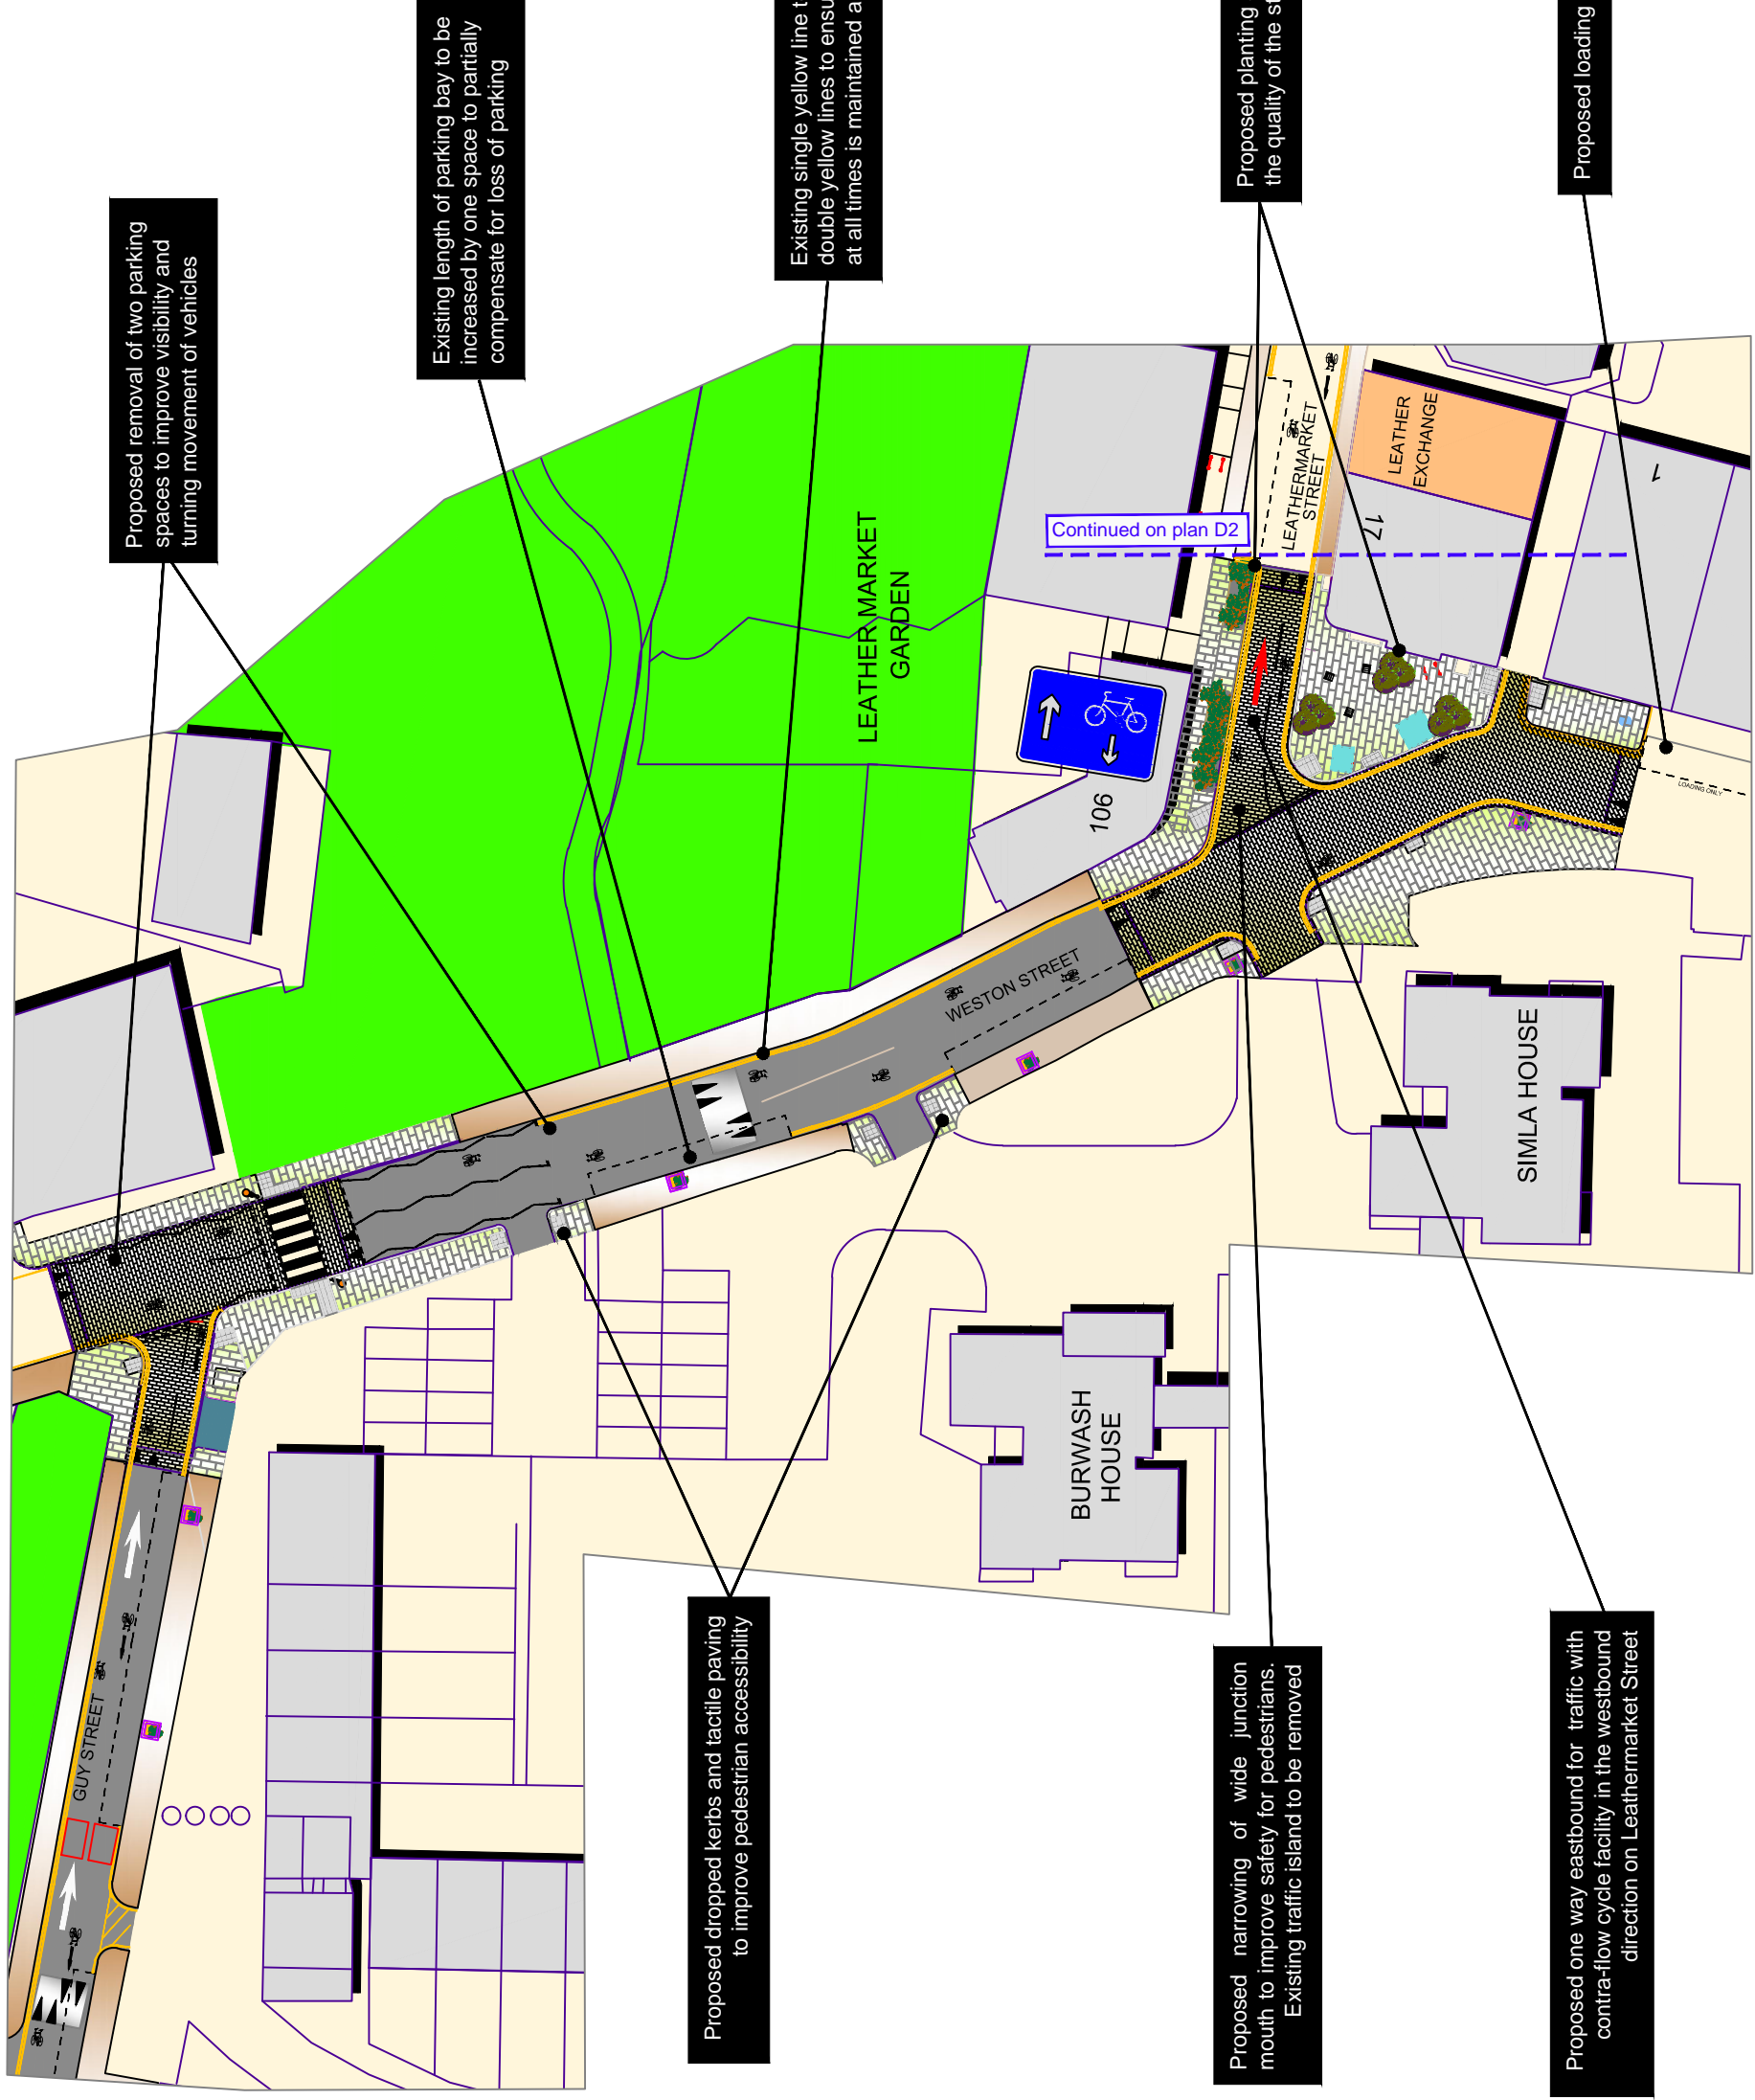 Proposed removal of two parking
spaces to improve visibility and
turning movement of vehicles
Existing length of parking bay to be
increased by one space to partially
compensate for loss of parking
Existing single yellow line
double yellow lines to
at all times is maintained
Proposed planting
the quality of the
Proposed loading
LEATHERMARKET
GARDEN
Continued on plan D2
LEATHERMARKET
STREET
LEATHER
EXCHANGE
17
1
106
WESTON STREET
LOADING ONLY
SIMLA HOUSE
BURWASH
HOUSE
GUY STREET
Proposed dropped kerbs and tactile paving
to improve pedestrian accessibility
Proposed narrowing of wide junction
mouth to improve safety for pedestrians.
Existing traffic island to be removed
Proposed one way eastbound for traffic with
contra-flow cycle facility in the westbound
direction on Leathermarket Street